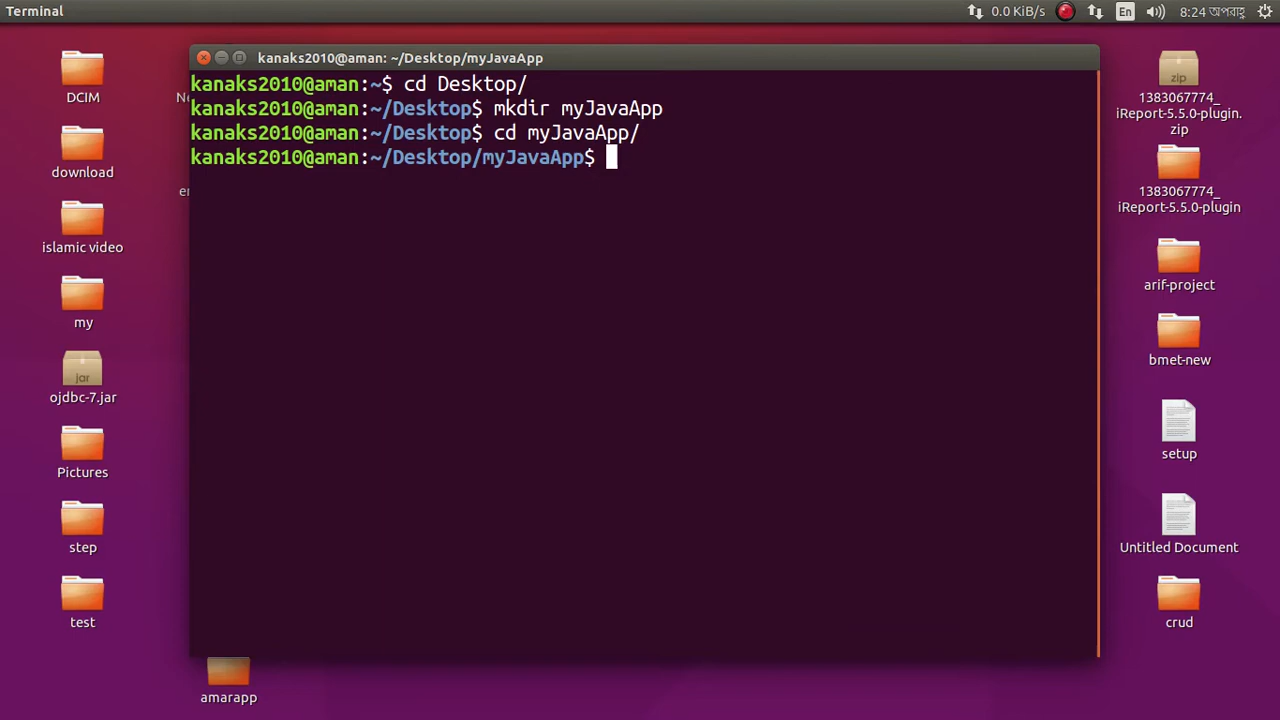 Terminal
0.0 KiB/s
En
8:24 অপরাহ্ণ
kanaks2010@aman: ~/Desktop/myJavaApp
kanaks2010@aman:~$ cd Desktop/
kanaks2010@aman:~/Desktop$ mkdir myJavaApp
kanaks2010@aman:~/Desktop$ cd myJavaApp/
kanaks2010@aman:~/Desktop/myJavaApp$
DCIM
download
islamic video
my
jar
ojdbc-7.jar
Pictures
step
test
amarapp
zip
1383067774_
iReport-5.5.0-plugin.
zip
1383067774_
iReport-5.5.0-plugin
arif-project
bmet-new
setup
Untitled Document
crud